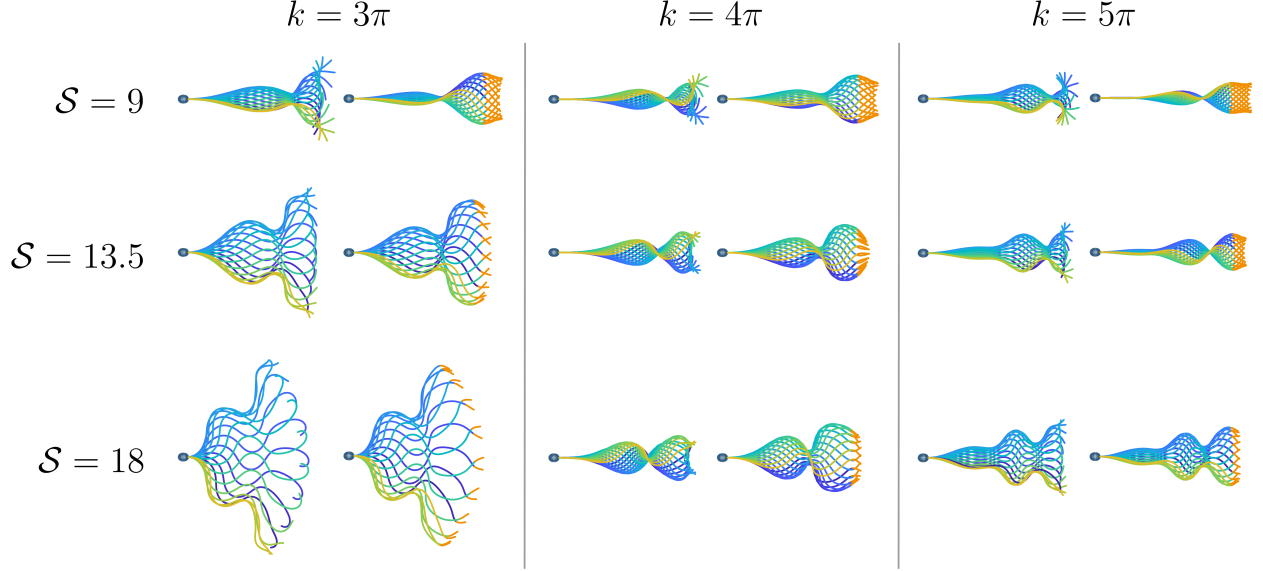 k = 3π
k = 4π
k = 5π
𝒮 = 9
𝒮 = 13.5
𝒮 = 18